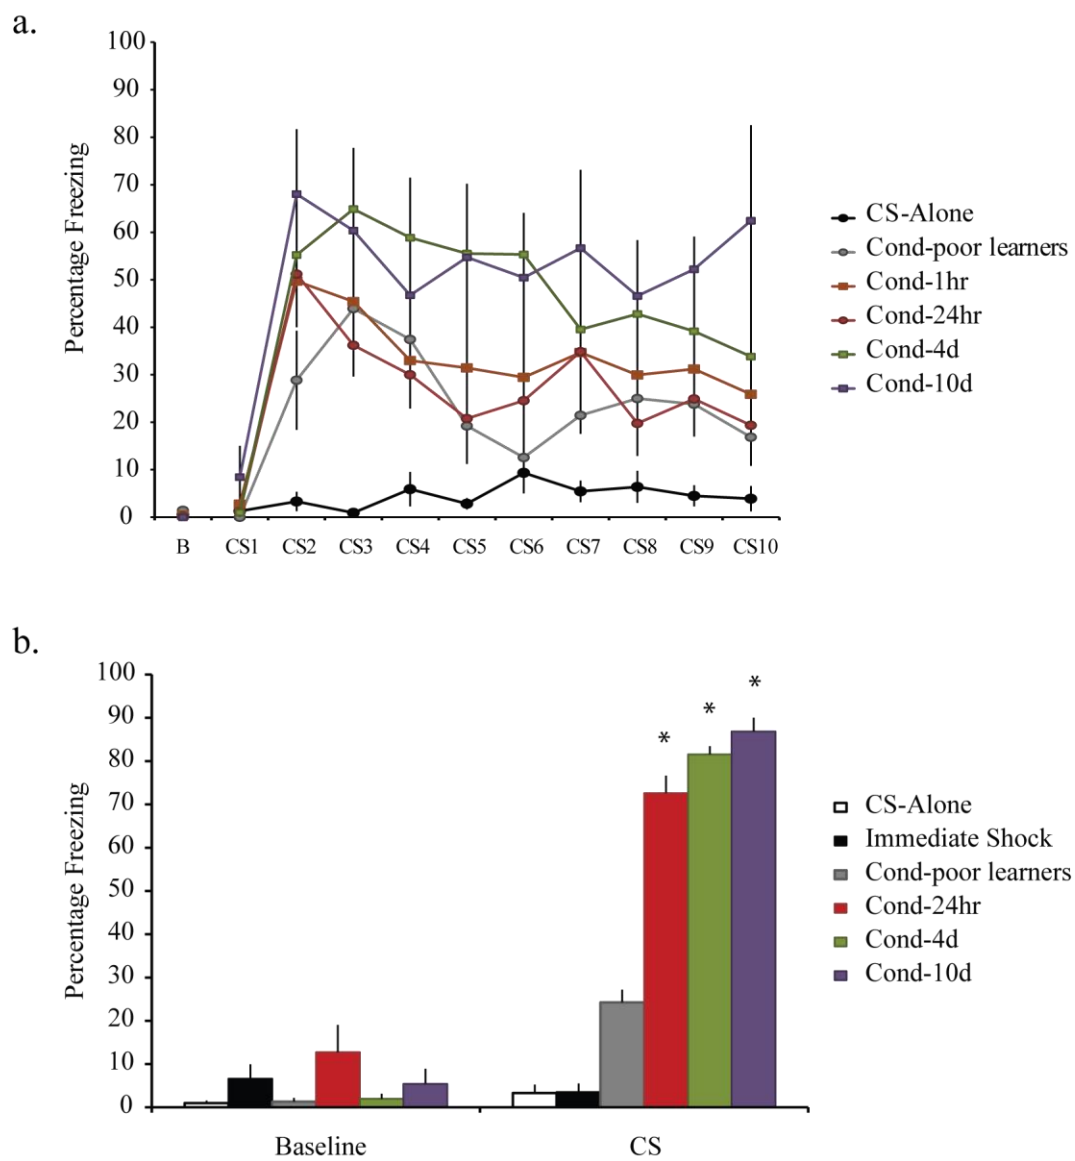 a.
100
90
80
70
60
50
40
30
20
10
0
Percentage Freezing
B CS1 CS2 CS3 CS4 CS5 CS6 CS7 CS8 CS9 CS10
CS-Alone
Cond-poor learners
Cond-1hr
Cond-24hr
Cond-4d
Cond-10d
b.
100
90
80
70
60
50
40
30
20
10
0
Percentage Freezing
* * *
Baseline CS
CS-Alone
Immediate Shock
Cond-poor learners
Cond-24hr
Cond-4d
Cond-10d